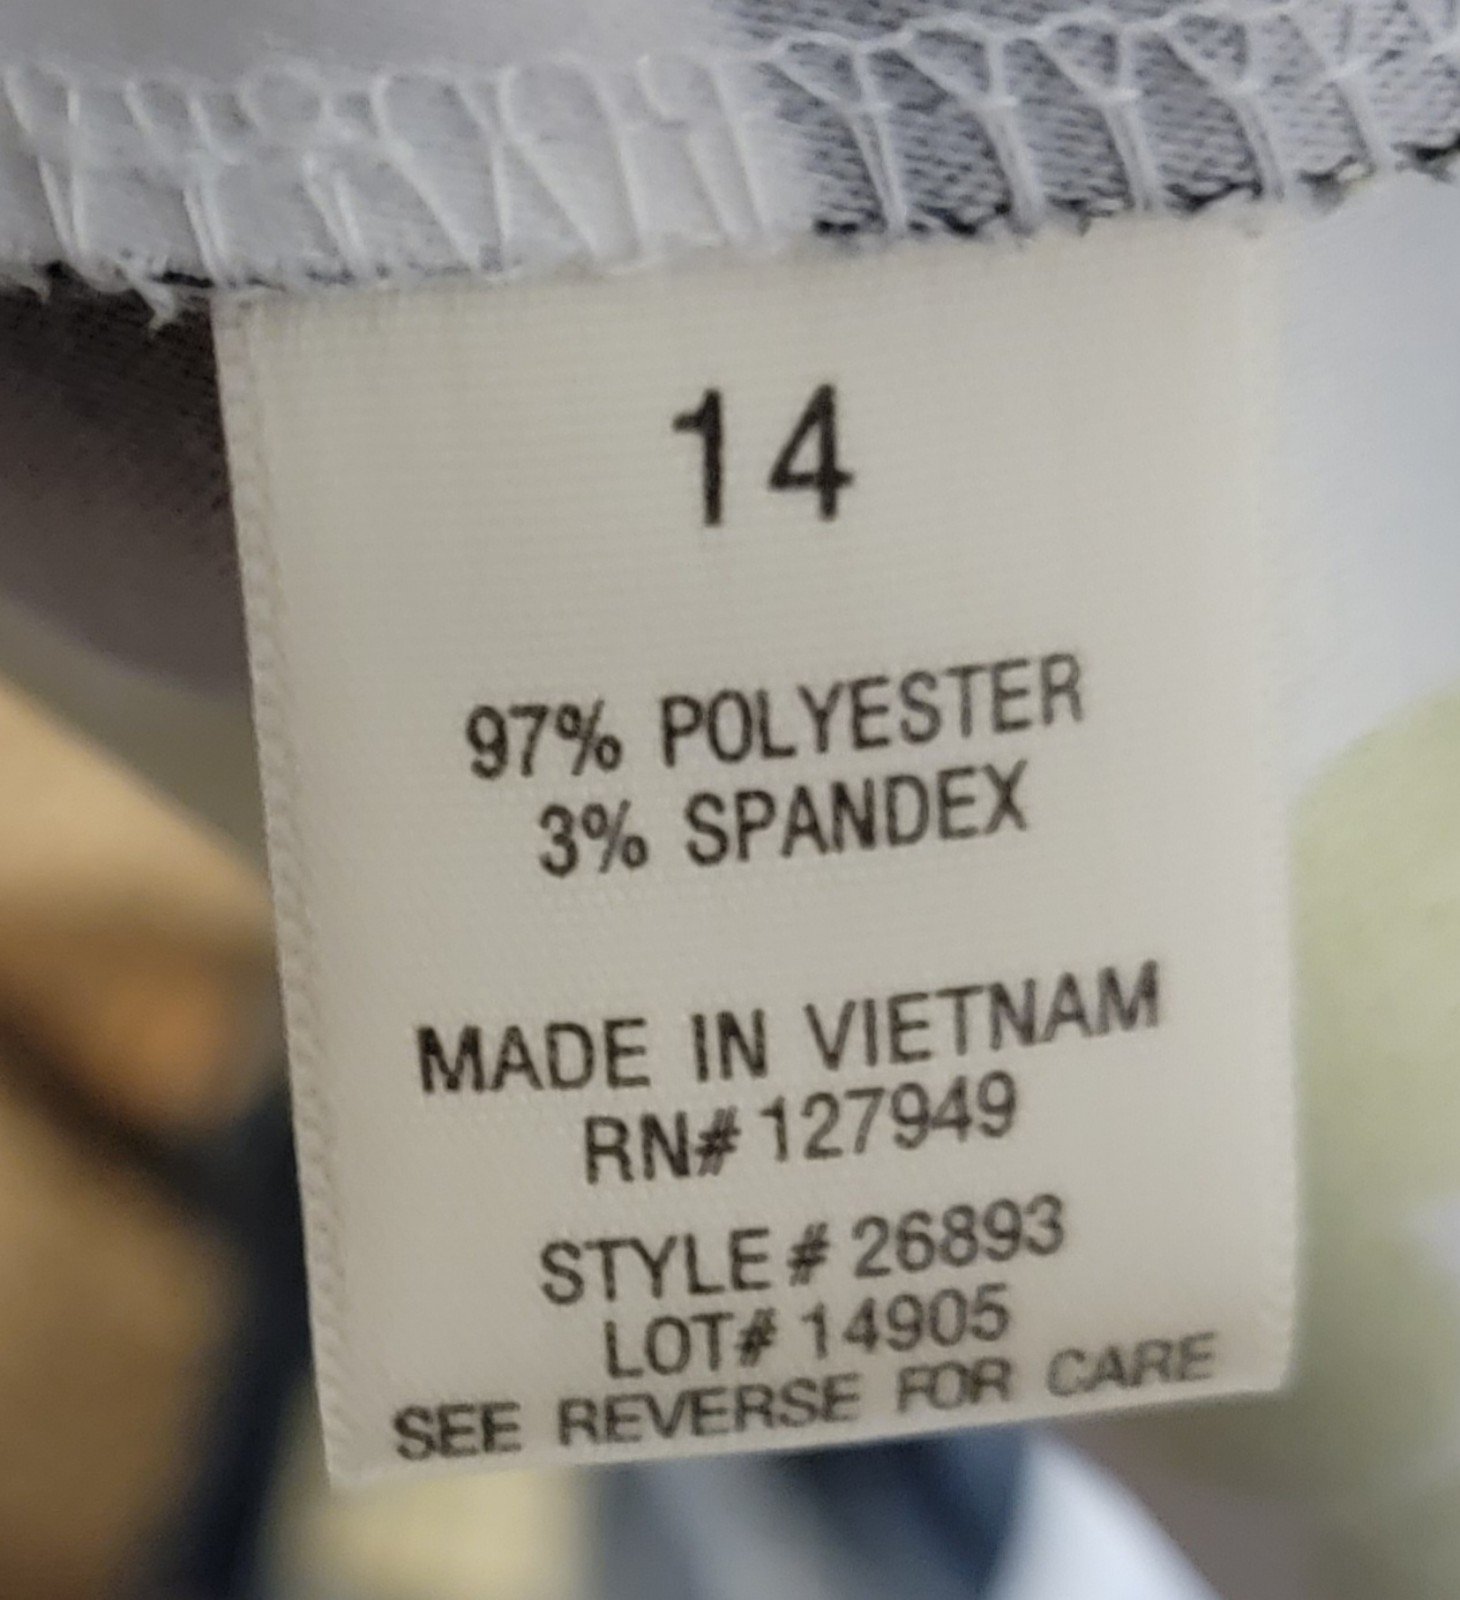 14
97% POLYESTER
3% SPANDEX
MADE IN VIETNAM
RN# 127949
STYLE # 26893
LOT# 14905
SEE REVERSE FOR CARE